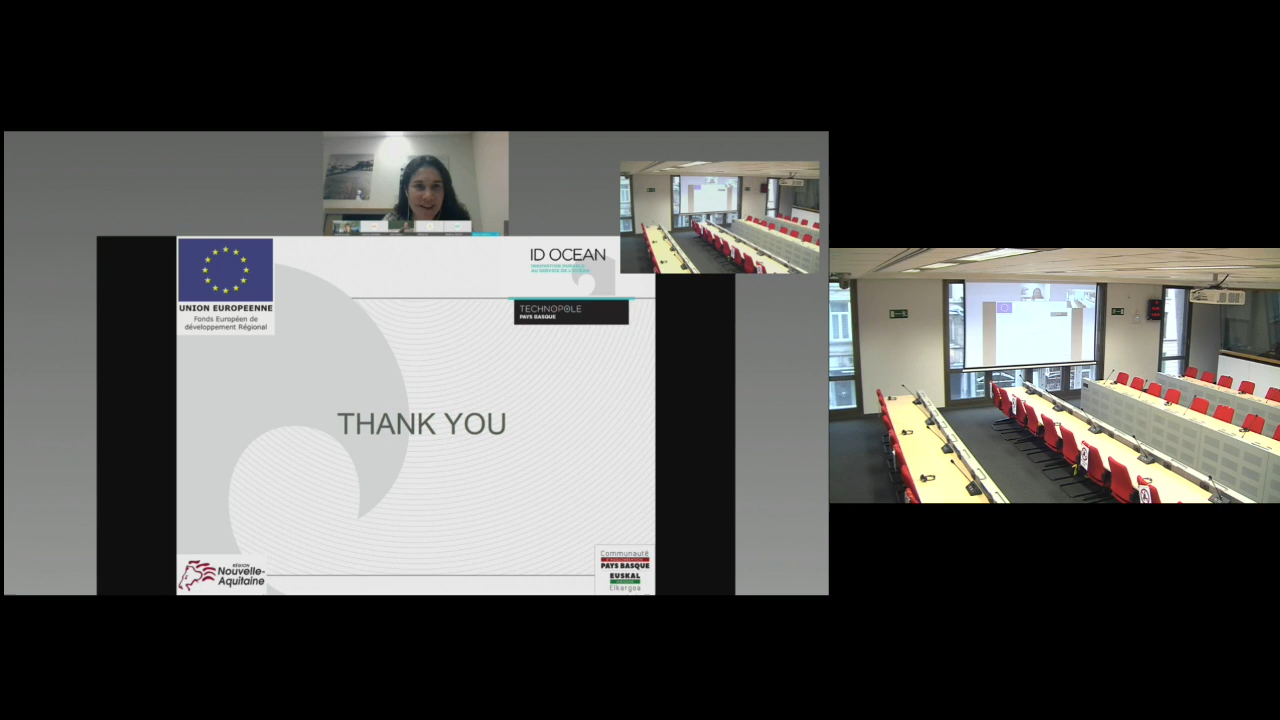 UNION EUROPEENNE
Fonds Européen de
développement Régional
ID OCEAN
TECHNOPOLE
PAYS BASQUE
THANK YOU
RÉGION
Nouvelle-
Aquitaine
Communauté
PAYS BASQUE
EUSKAL
Elkargoa